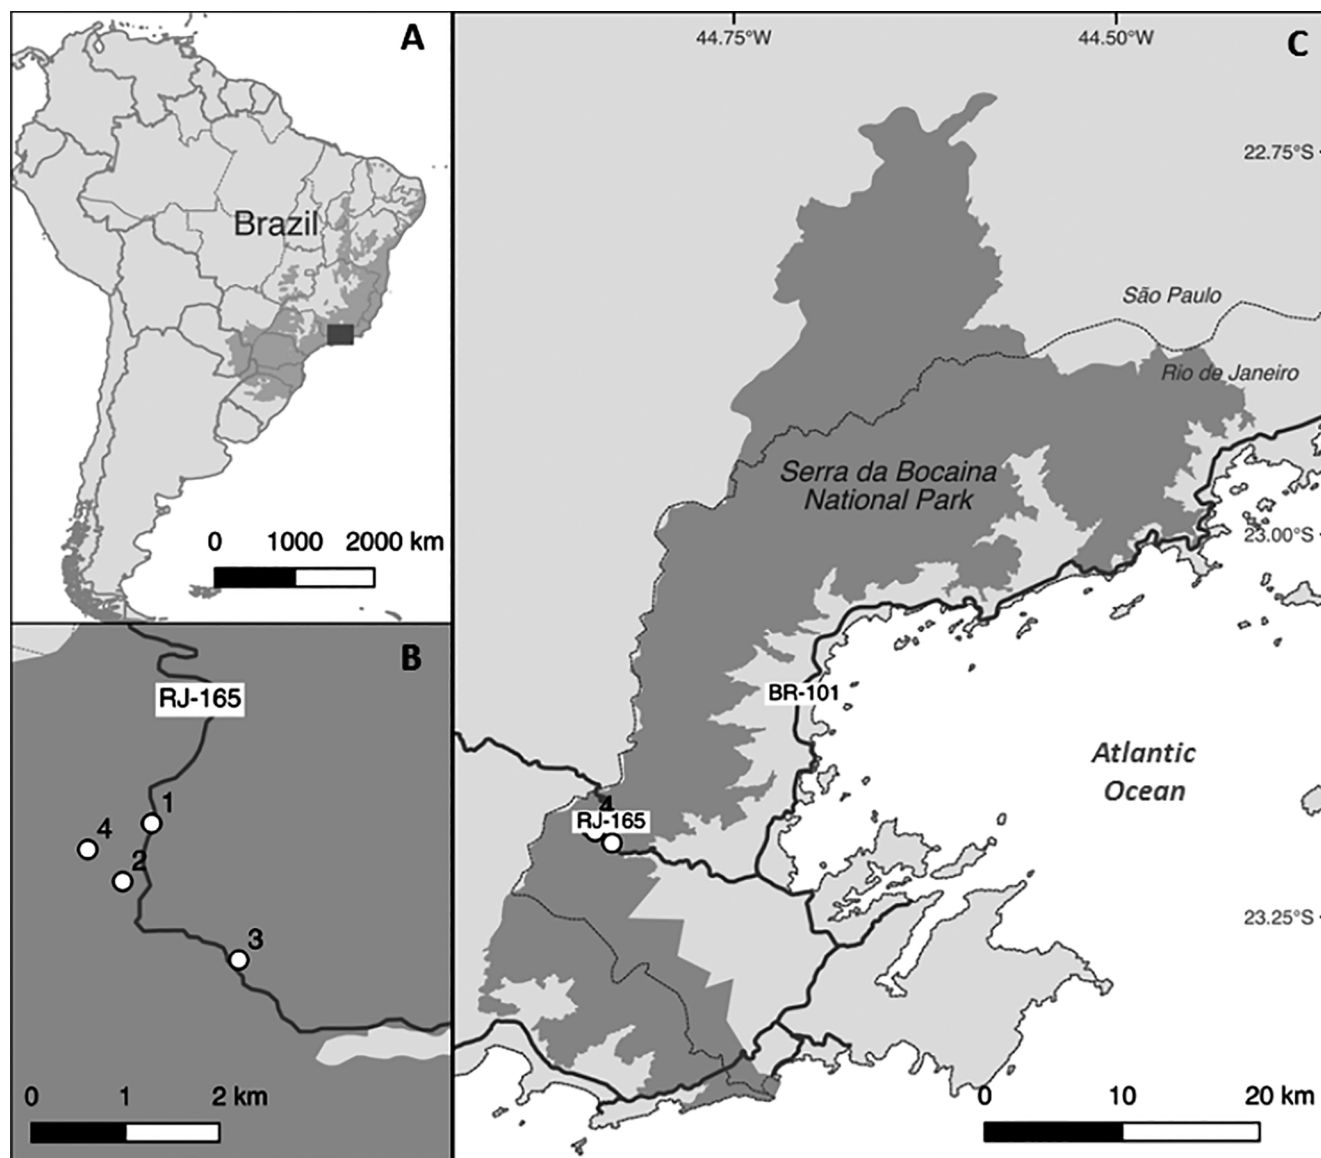 A
Brazil
0 1000 2000 km
B
RJ-165
1
4
2
3
0 1 2 km
44.75°W 44.50°W
C
22.75°S
São Paulo
Rio de Janeiro
Serra da Bocaina
National Park
23.00°S
BR-101
Atlantic
Ocean
4
RJ-165
23.25°S
0 10 20 km